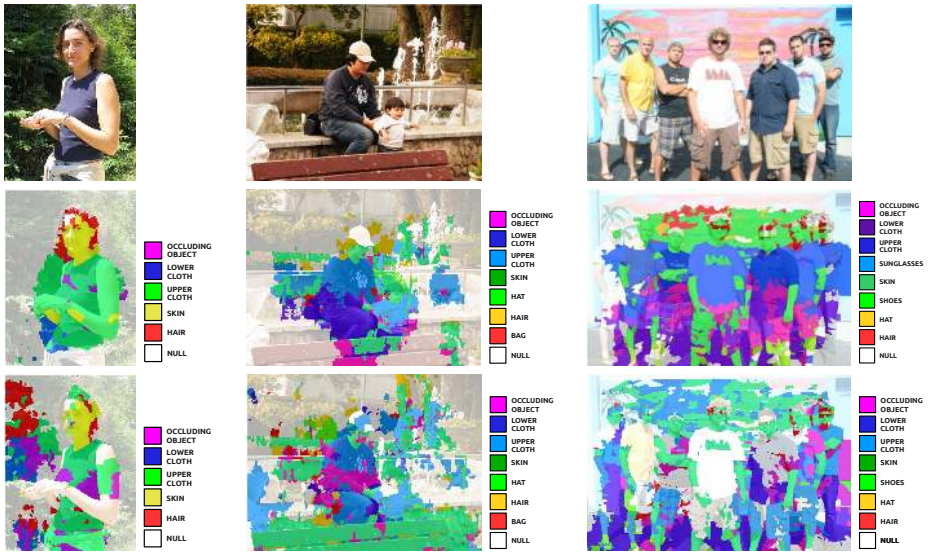 OCCLUDING
OBJECT
LOWER
CLOTH
UPPER
CLOTH
SKIN
HAIR
NULL
OCCLUDING
OBJECT
LOWER
CLOTH
UPPER
CLOTH
SKIN
HAT
HAIR
BAG
NULL
OCCLUDING
OBJECT
LOWER
CLOTH
UPPER
CLOTH
SUNGLASSES
SKIN
SHOES
HAT
HAIR
NULL
OCCLUDING
OBJECT
LOWER
CLOTH
UPPER
CLOTH
SKIN
HAIR
NULL
OCCLUDING
OBJECT
LOWER
CLOTH
UPPER
CLOTH
SKIN
HAT
HAIR
BAG
NULL
OCCLUDING
OBJECT
LOWER
CLOTH
UPPER
CLOTH
SKIN
SHOES
HAT
HAIR
NULL